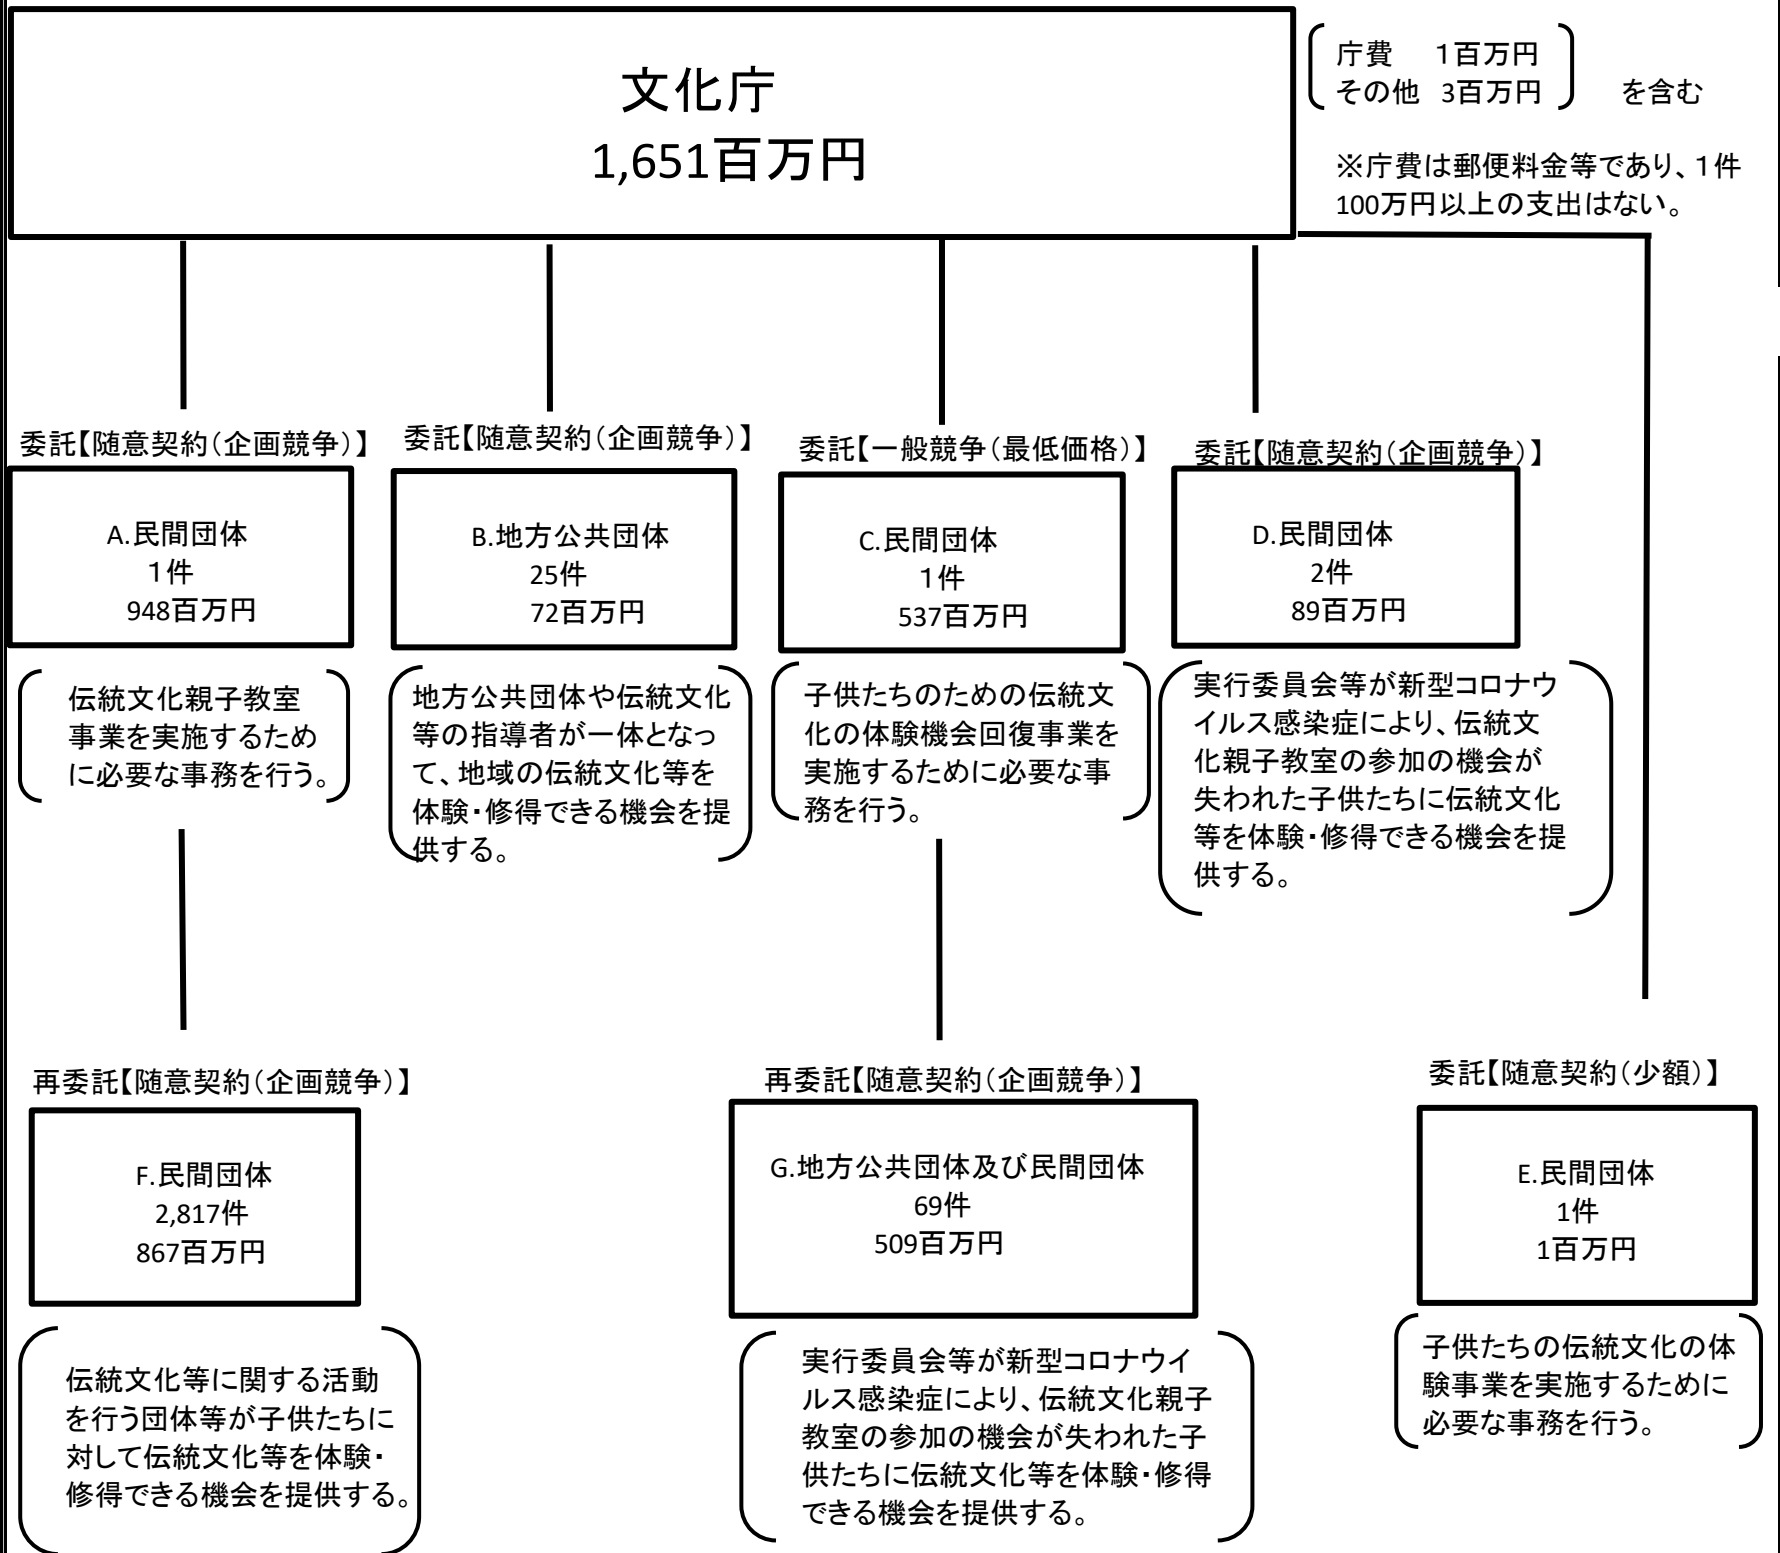 文化庁
1,651百万円
庁費　1百万円
その他　3百万円
を含む
※庁費は郵便料金等であり、1件
100万円以上の支出はない。
委託【随意契約(企画競争)】
A.民間団体
1件
948百万円
伝統文化親子教室
事業を実施するため
に必要な事務を行う。
委託【随意契約(企画競争)】
B.地方公共団体
25件
72百万円
地方公共団体や伝統文化
等の指導者が一体となっ
て、地域の伝統文化等を
体験・修得できる機会を提
供する。
委託【一般競争(最低価格)】
C.民間団体
1件
537百万円
子供たちのための伝統文
化の体験機会回復事業を
実施するために必要な事
務を行う。
委託【随意契約(企画競争)】
D.民間団体
2件
89百万円
実行委員会等が新型コロナウ
イルス感染症により、伝統文
化親子教室の参加の機会が
失われた子供たちに伝統文化
等を体験・修得できる機会を提
供する。
再委託【随意契約(企画競争)】
F.民間団体
2,817件
867百万円
伝統文化等に関する活動
を行う団体等が子供たちに
対して伝統文化等を体験・
修得できる機会を提供する。
再委託【随意契約(企画競争)】
G.地方公共団体及び民間団体
69件
509百万円
実行委員会等が新型コロナウイ
ルス感染症により、伝統文化親子
教室の参加の機会が失われた子
供たちに伝統文化等を体験・修得
できる機会を提供する。
委託【随意契約(少額)】
E.民間団体
1件
1百万円
子供たちの伝統文化の体
験事業を実施するために
必要な事務を行う。